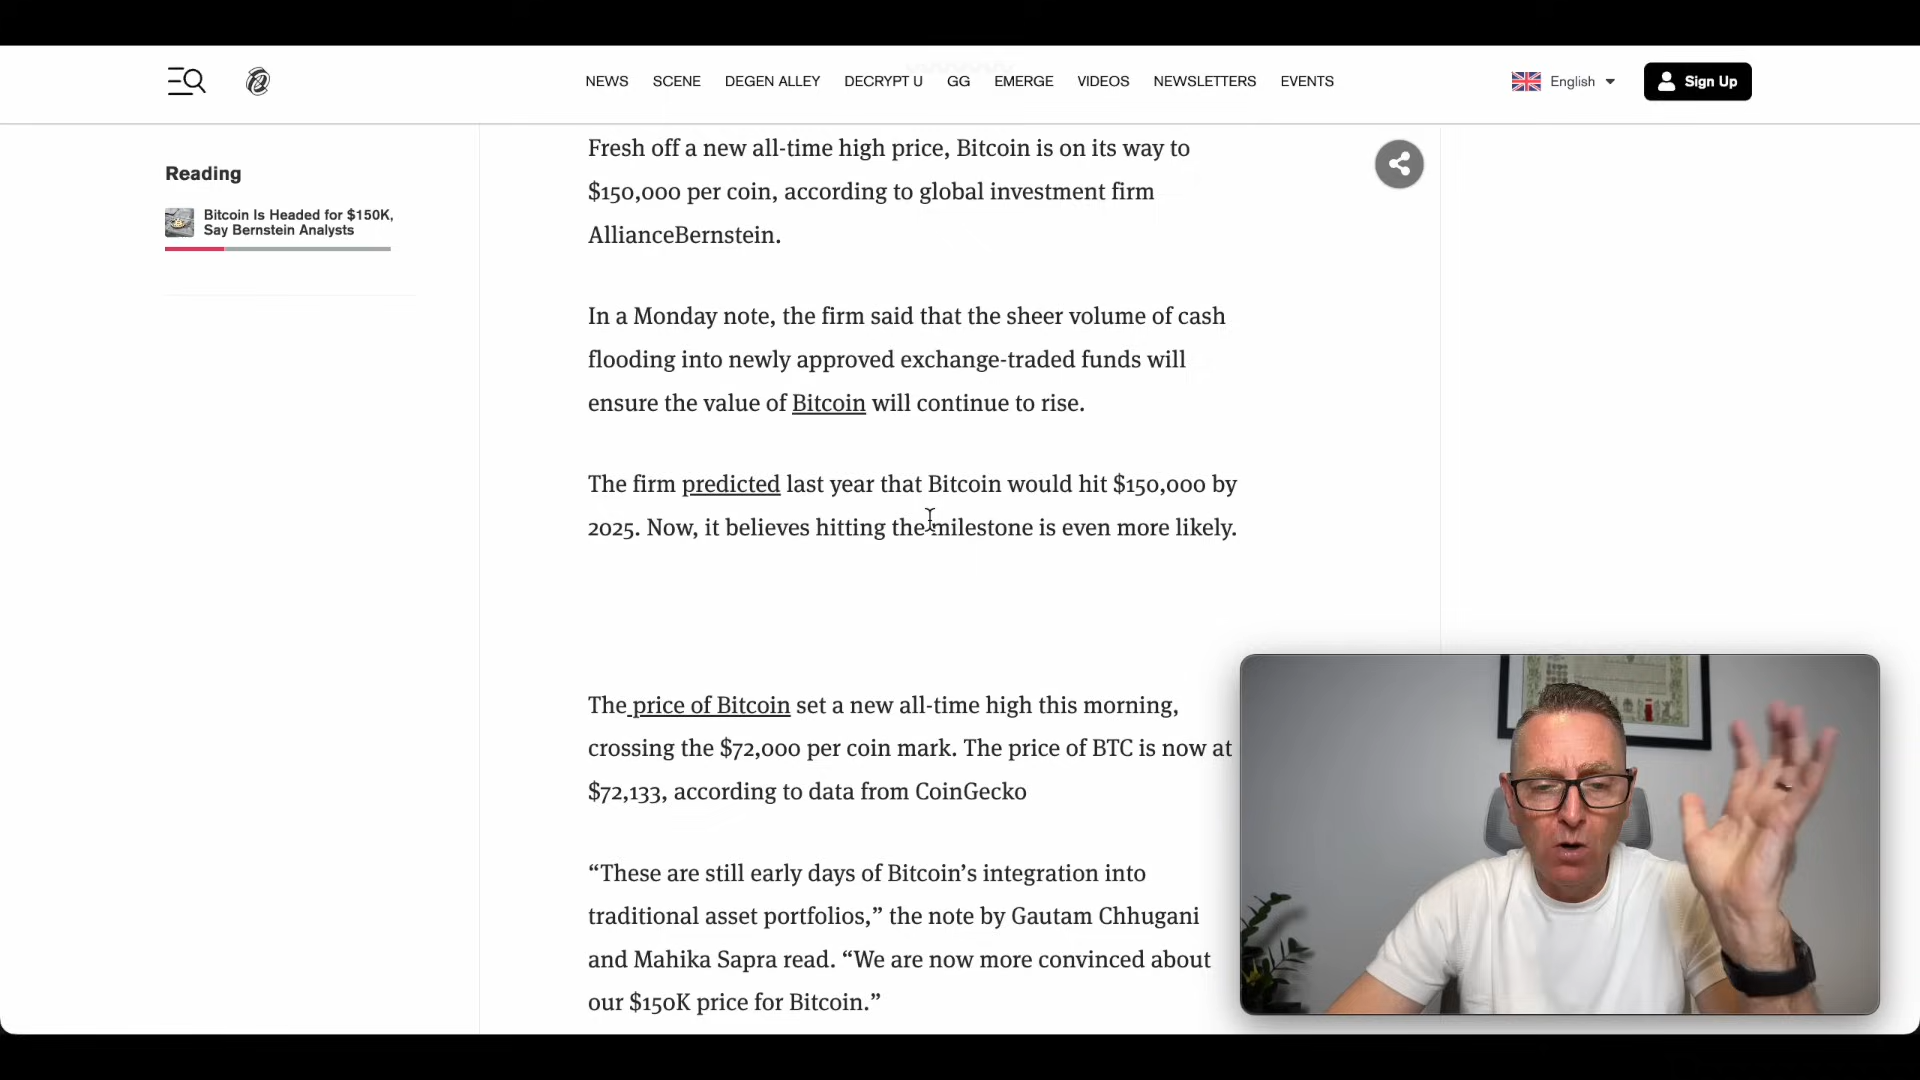 NEWS SCENE DEGEN ALLEY DECRYPT U GG EMERGE VIDEOS NEWSLETTERS EVENTS English Sign Up
Reading
Bitcoin Is Headed for $150K,
Say Bernstein Analysts
Fresh off a new all-time high price, Bitcoin is on its way to
$150,000 per coin, according to global investment firm
AllianceBernstein.
In a Monday note, the firm said that the sheer volume of cash
flooding into newly approved exchange-traded funds will
ensure the value of Bitcoin will continue to rise.
The firm predicted last year that Bitcoin would hit $150,000 by
2025. Now, it believes hitting the milestone is even more likely.
The price of Bitcoin set a new all-time high this morning,
crossing the $72,000 per coin mark. The price of BTC is now at
$72,133, according to data from CoinGecko
“These are still early days of Bitcoin’s integration into
traditional asset portfolios,” the note by Gautam Chhugani
and Mahika Sapra read. “We are now more convinced about
our $150K price for Bitcoin.”